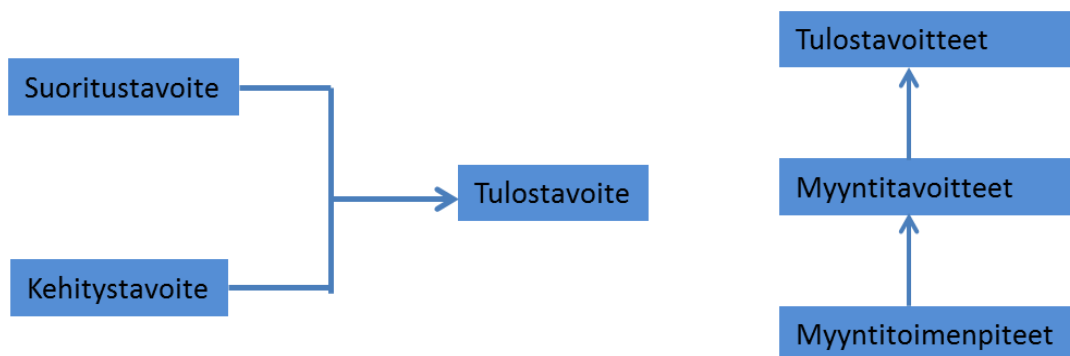 Suoritustavoite
Kehitystavoite
Tulostavoite
Tulostavoitteet
Myyntitavoitteet
Myyntitoimenpiteet